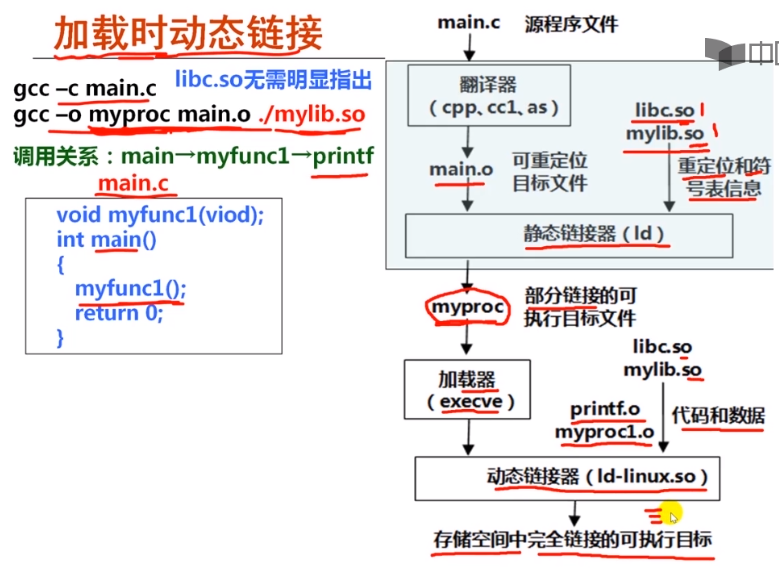 加载时动态链接
gcc –c main.c libc.so无需明显指出
gcc –o myproc main.o ./mylib.so
调用关系：main→myfunc1→printf
main.c
void myfunc1(viod);
int main()
{
myfunc1();
return 0;
}
main.c 源程序文件
翻译器
（cpp、cc1、as）
libc.so
mylib.so
main.o 可重定位
目标文件
重定位和符
号表信息
静态链接器（ld）
myproc 部分链接的可
执行目标文件
libc.so
mylib.so
加载器
（execve）
printf.o
myproc1.o
代码和数据
动态链接器（ld-linux.so）
存储空间中完全链接的可执行目标